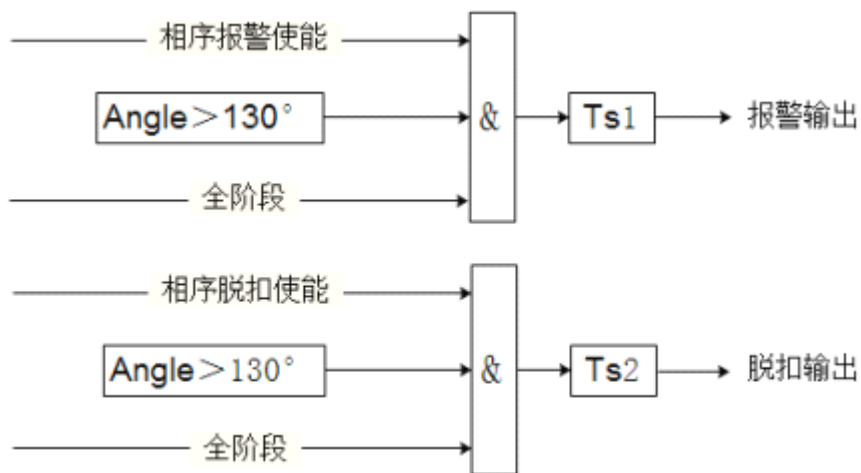 相序报警使能
Angle＞130°
&
Ts1
报警输出
全阶段
相序脱扣使能
Angle＞130°
&
Ts2
脱扣输出
全阶段